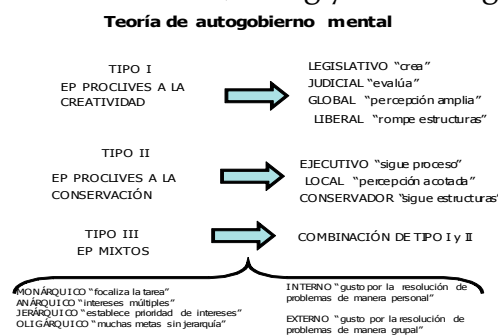 Teoría de autogobierno mental
TIPO I
EP PROCLIVES A LA
CREATIVIDAD
LEGISLATIVO “crea”
JUDICIAL “evalúa”
GLOBAL “percepción amplia”
LIBERAL “rompe estructuras”
TIPO II
EP PROCLIVES A LA
CONSERVACIÓN
EJECUTIVO “sigue proceso”
LOCAL “percepción acotada”
CONSERVADOR “sigue estructuras”
TIPO III
EP MIXTOS
COMBINACIÓN DE TIPO I y II
MONÁRQUICO “focaliza la tarea”
ANÁRQUICO “intereses múltiples”
JERÁRQUICO “establece prioridad de intereses”
OLIGÁRQUICO “muchas metas sin jerarquía”
INTERNO “gusto por la resolución de
problemas de manera personal”
EXTERNO “gusto por la resolución de
problemas de manera grupal”